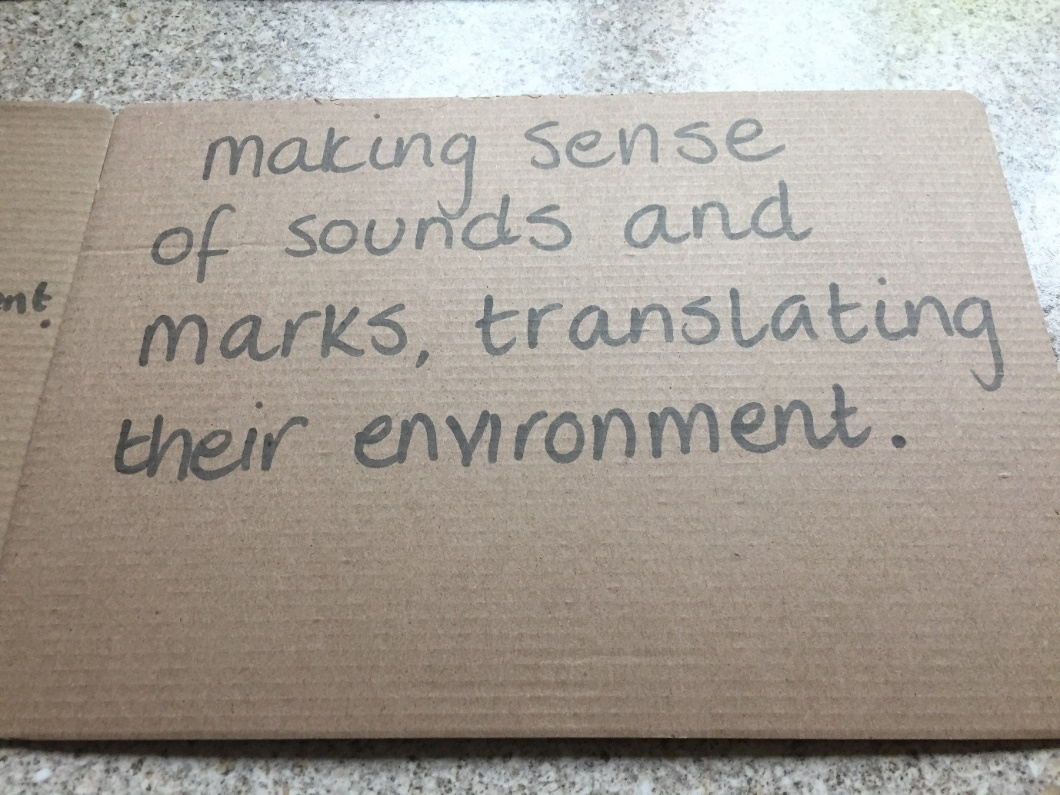 making sense
of sounds and
marks, translating
their environment.